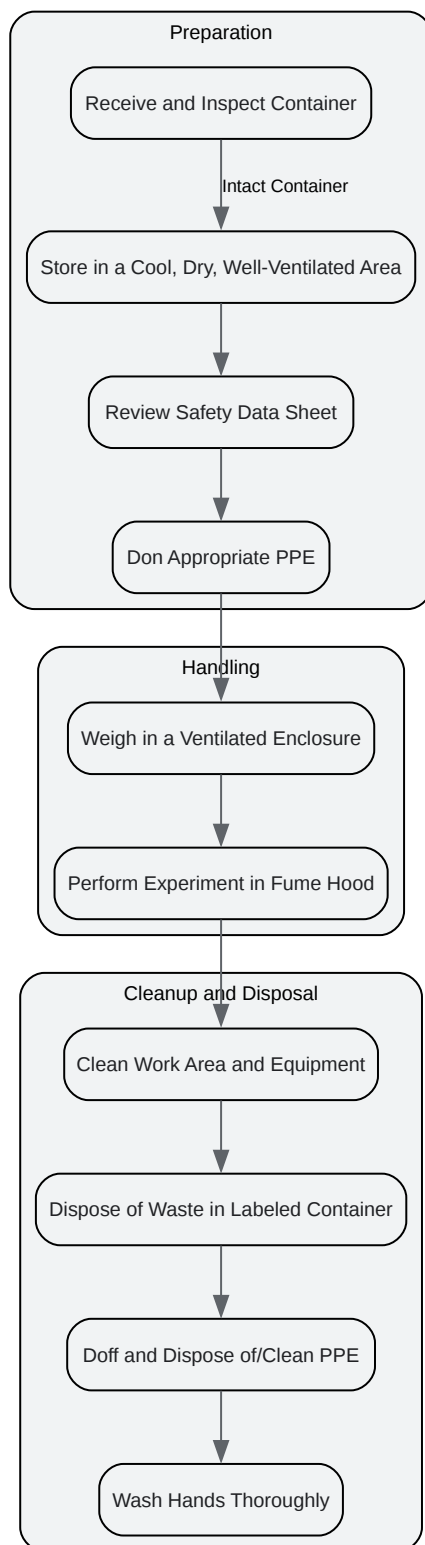 Preparation
Receive and Inspect Container
Intact Container
Store in a Cool, Dry, Well-Ventilated Area
Review Safety Data Sheet
Don Appropriate PPE
Handling
Weigh in a Ventilated Enclosure
Perform Experiment in Fume Hood
Cleanup and Disposal
Clean Work Area and Equipment
Dispose of Waste in Labeled Container
Doff and Dispose of/Clean PPE
Wash Hands Thoroughly